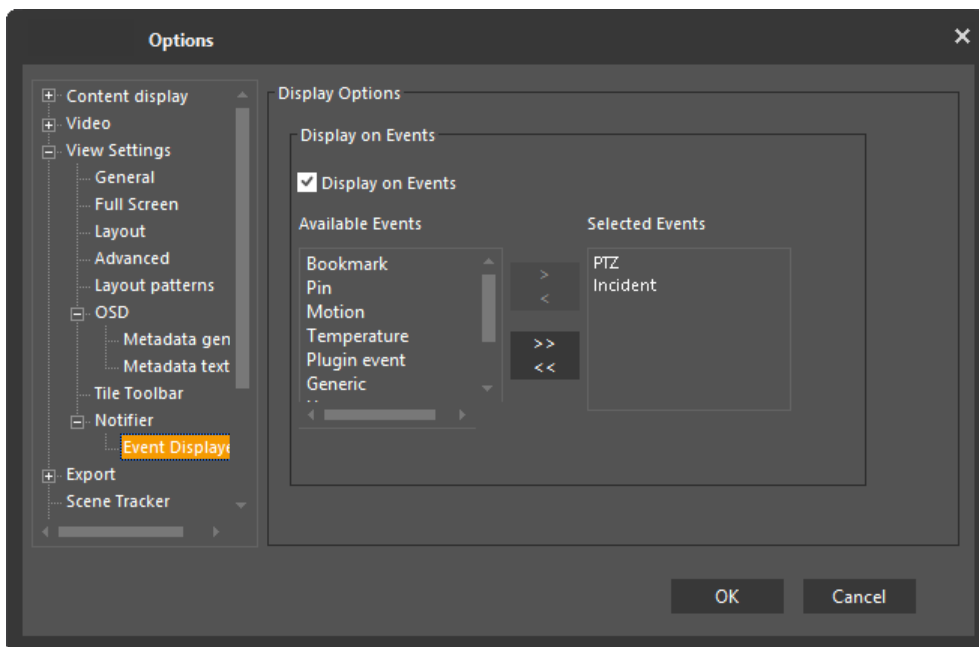 Options
Content display
Video
View Settings
General
Full Screen
Layout
Advanced
Layout patterns
OSD
Metadata gen
Metadata text
Tile Toolbar
Notifier
Event Displaye
Export
Scene Tracker
Display Options
Display on Events
Display on Events
Available Events
Bookmark
Pin
Motion
Temperature
Plugin event
Generic
>
<
>>
<<
Selected Events
PTZ
Incident
OK
Cancel